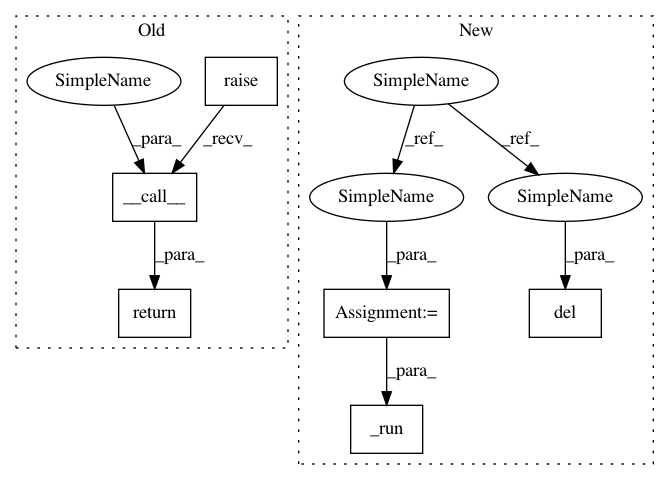 Old
New
SimpleName
raise
SimpleName
_para_
_recv_
_ref_
_ref_
__call__
SimpleName
SimpleName
_para_
_para_
_para_
return
Assignment:=
del
_para_
_run